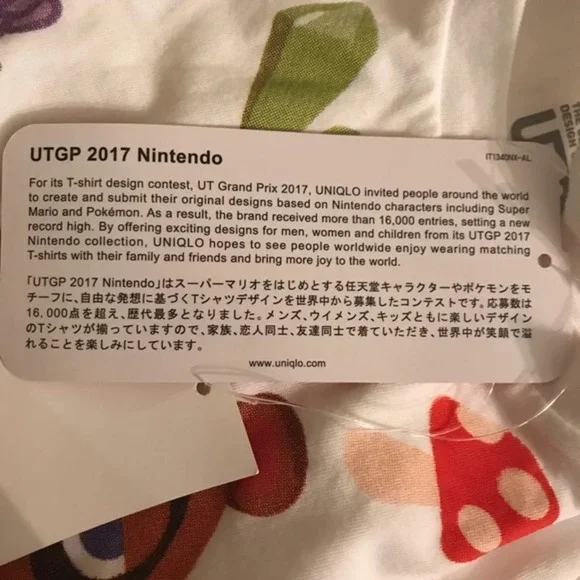 UTGP 2017 Nintendo
IT1340NX-AL
For its T-shirt design contest, UT Grand Prix 2017, UNIQLO invited people around the world
to create and submit their original designs based on Nintendo characters including Super
Mario and Pokémon. As a result, the brand received more than 16,000 entries, setting a new
record high. By offering exciting designs for men, women and children from its UTGP 2017
Nintendo collection, UNIQLO hopes to see people worldwide enjoy wearing matching
T-shirts with their family and friends and bring more joy to the world.
「UTGP 2017 Nintendo」はスーパーマリオをはじめとする任天堂キャラクターやポケモンをモ
チーフに、自由な発想に基づくTシャツデザインを世界中から募集したコンテストです。応募数は
16,000点を超え、歴代最多となりました。メンズ、ウイメンズ、キッズともに楽しいデザイン
のTシャツが揃っていますので、家族、恋人同士、友達同士で着ていただき、世界中が笑顔で溢
れることを楽しみにしています。
www.uniqlo.com